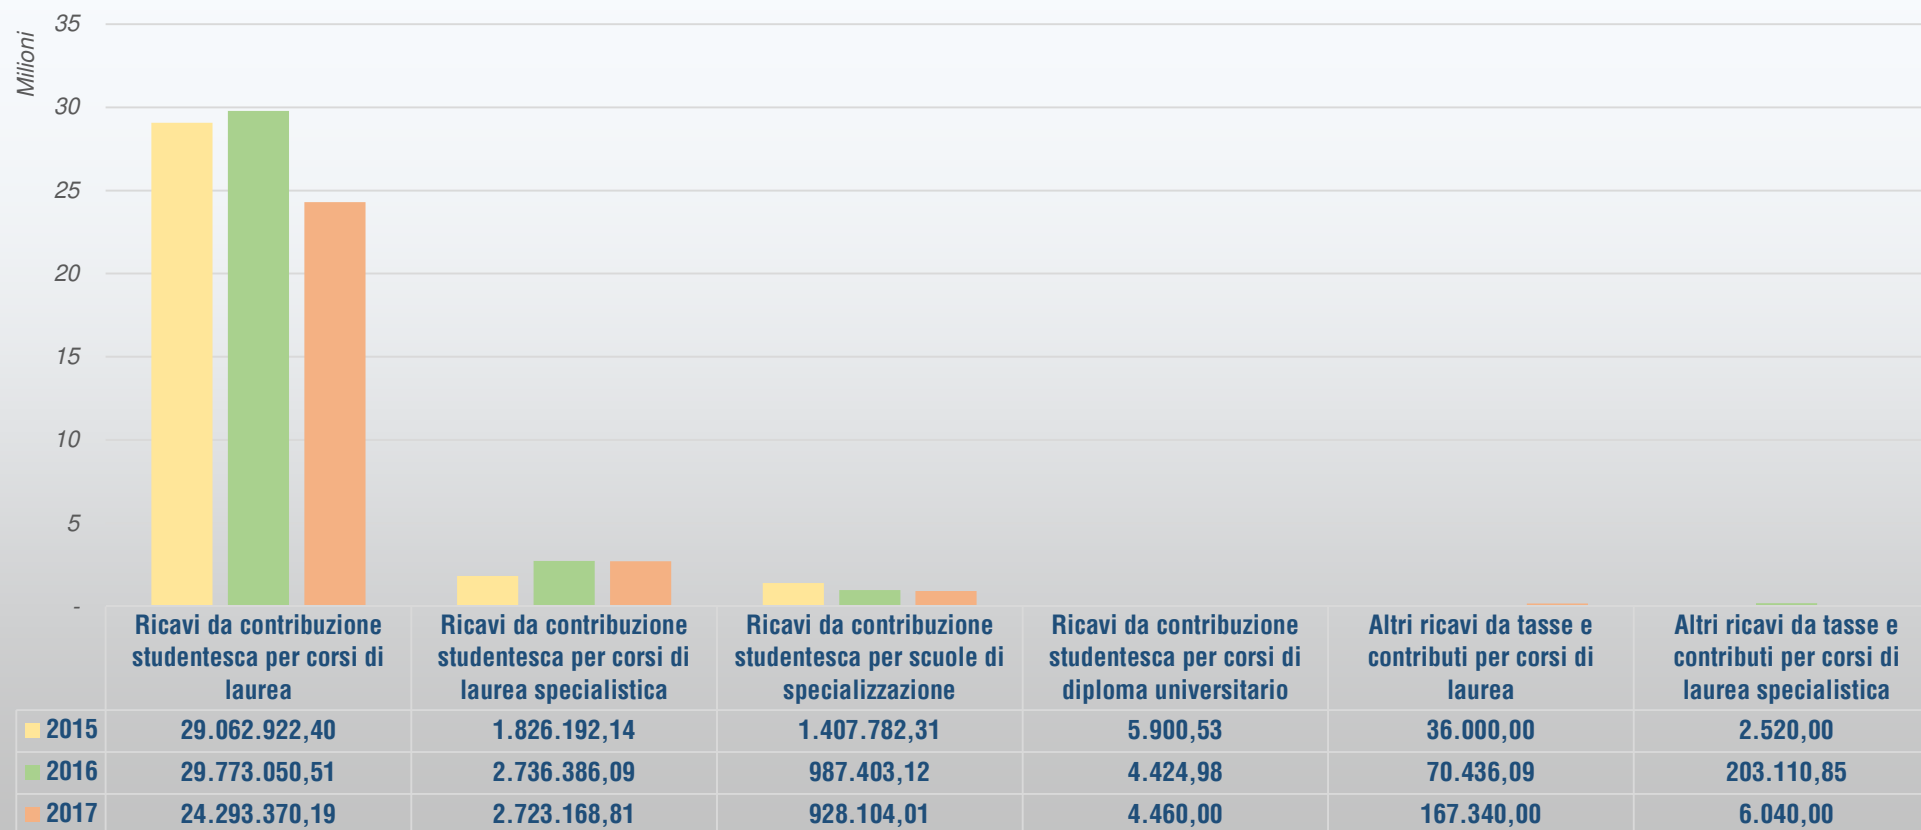 35
Milioni
30
25
20
15
10
5
-
Ricavi da contribuzione studentesca per corsi di laurea
Ricavi da contribuzione studentesca per corsi di laurea specialistica
Ricavi da contribuzione studentesca per scuole di specializzazione
Ricavi da contribuzione studentesca per corsi di diploma universitario
Altri ricavi da tasse e contributi per corsi di laurea
Altri ricavi da tasse e contributi per corsi di laurea specialistica
2015 29.062.922,40 1.826.192,14 1.407.782,31 5.900,53 36.000,00 2.520,00
2016 29.773.050,51 2.736.386,09 987.403,12 4.424,98 70.436,09 203.110,85
2017 24.293.370,19 2.723.168,81 928.104,01 4.460,00 167.340,00 6.040,00